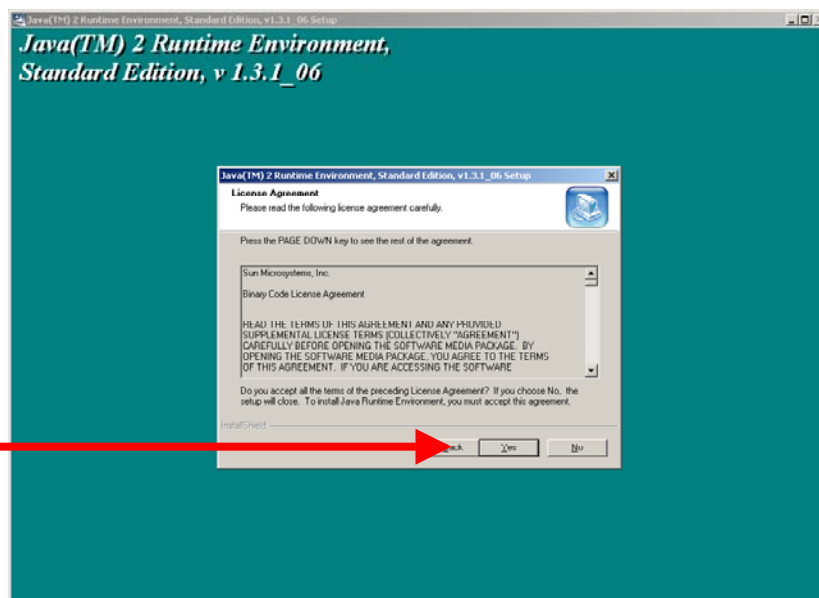 Java(TM) 2 Runtime Environment, Standard Edition, v1.3.1_06 Setup
Java(TM) 2 Runtime Environment,
Standard Edition, v 1.3.1_06
Java(TM) 2 Runtime Environment, Standard Edition, v1.3.1_06 Setup
License Agreement
Please read the following license agreement carefully.
Press the PAGE DOWN key to see the rest of the agreement.
Sun Microsystems, Inc.
Binary Code License Agreement
READ THE TERMS OF THIS AGREEMENT AND ANY PROVIDED
SUPPLEMENTAL LICENSE TERMS (COLLECTIVELY "AGREEMENT")
CAREFULLY BEFORE OPENING THE SOFTWARE MEDIA PACKAGE. BY
OPENING THE SOFTWARE MEDIA PACKAGE, YOU AGREE TO THE TERMS
OF THIS AGREEMENT. IF YOU ARE ACCESSING THE SOFTWARE
Do you accept all the terms of the preceding License Agreement? If you choose No, the
setup will close. To install Java Runtime Environment, you must accept this agreement.
InstallShield
Yes No